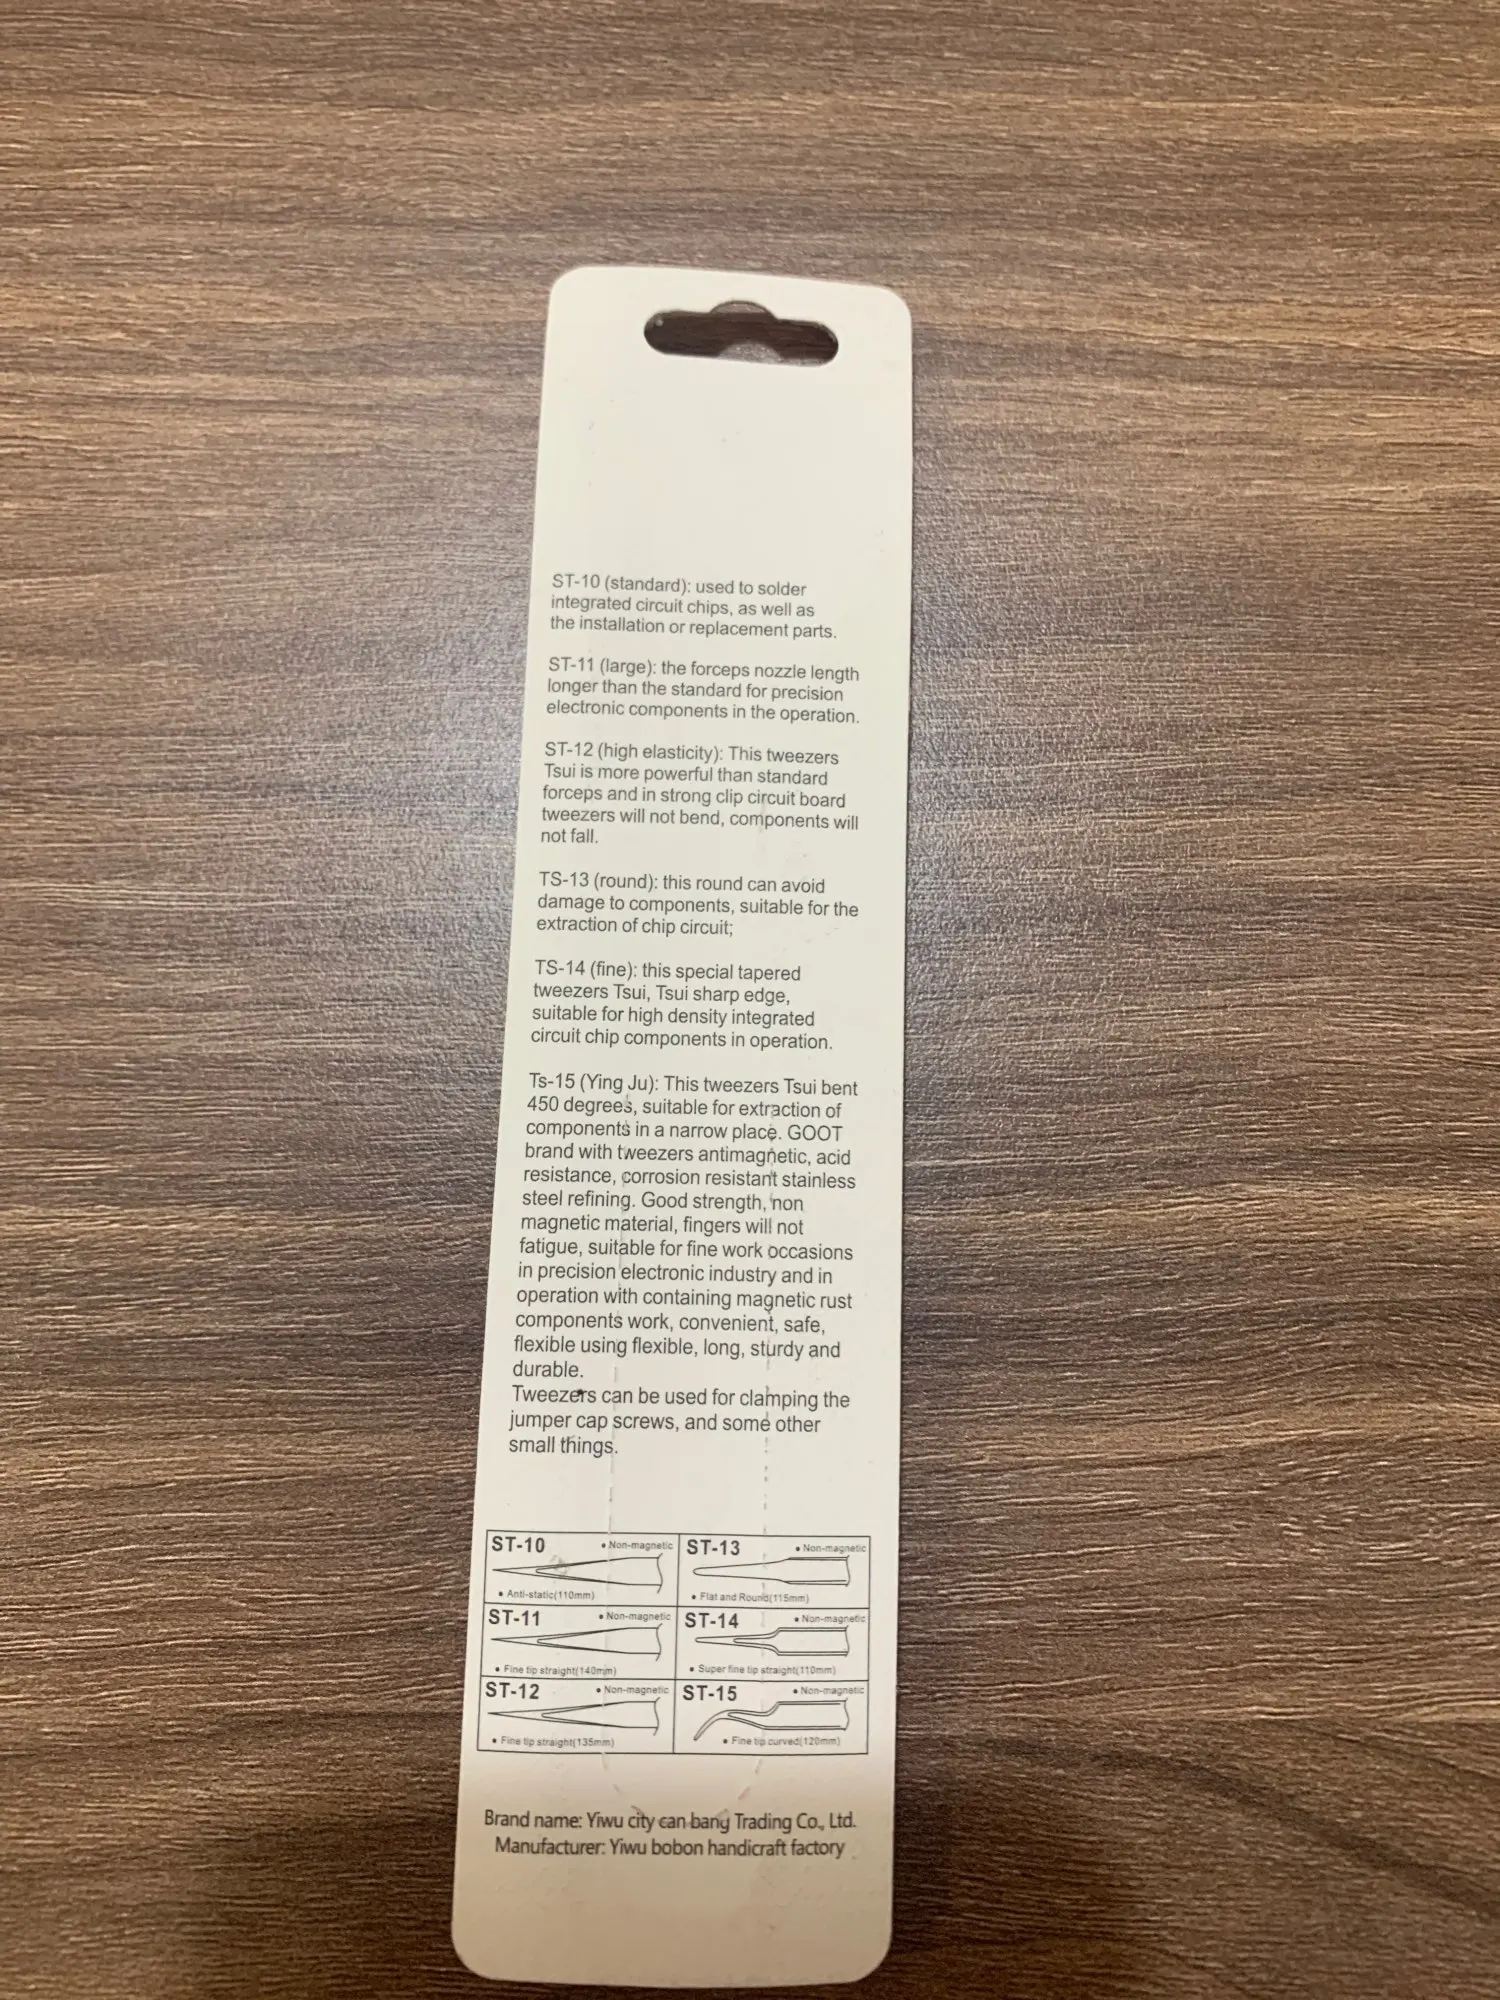 ST-10 (standard): used to solder
integrated circuit chips, as well as
the installation or replacement parts.
ST-11 (large): the forceps nozzle length
longer than the standard for precision
electronic components in the operation.
ST-12 (high elasticity): This tweezers
Tsui is more powerful than standard
forceps and in strong clip circuit board
tweezers will not bend, components will
not fall.
TS-13 (round): this round can avoid
damage to components, suitable for the
extraction of chip circuit;
TS-14 (fine): this special tapered
tweezers Tsui, Tsui sharp edge,
suitable for high density integrated
circuit chip components in operation.
Ts-15 (Ying Ju): This tweezers Tsui bent
450 degrees, suitable for extraction of
components in a narrow place. GOOT
brand with tweezers antimagnetic, acid
resistance, corrosion resistant stainless
steel refining. Good strength, non
magnetic material, fingers will not
fatigue, suitable for fine work occasions
in precision electronic industry and in
operation with containing magnetic rust
components work, convenient, safe,
flexible using flexible, long, sturdy and
durable.
Tweezers can be used for clamping the
jumper cap screws, and some other
small things.
ST-10 • Non-magnetic
• Anti-static(110mm)
ST-13 • Non-magnetic
• Flat and Round(115mm)
ST-11 • Non-magnetic
• Fine tip straight(140mm)
ST-14 • Non-magnetic
• Super fine tip straight(110mm)
ST-12 • Non-magnetic
• Fine tip straight(135mm)
ST-15 • Non-magnetic
• Fine tip curved(120mm)
Brand name: Yiwu city can bang Trading Co., Ltd.
Manufacturer: Yiwu bobon handicraft factory